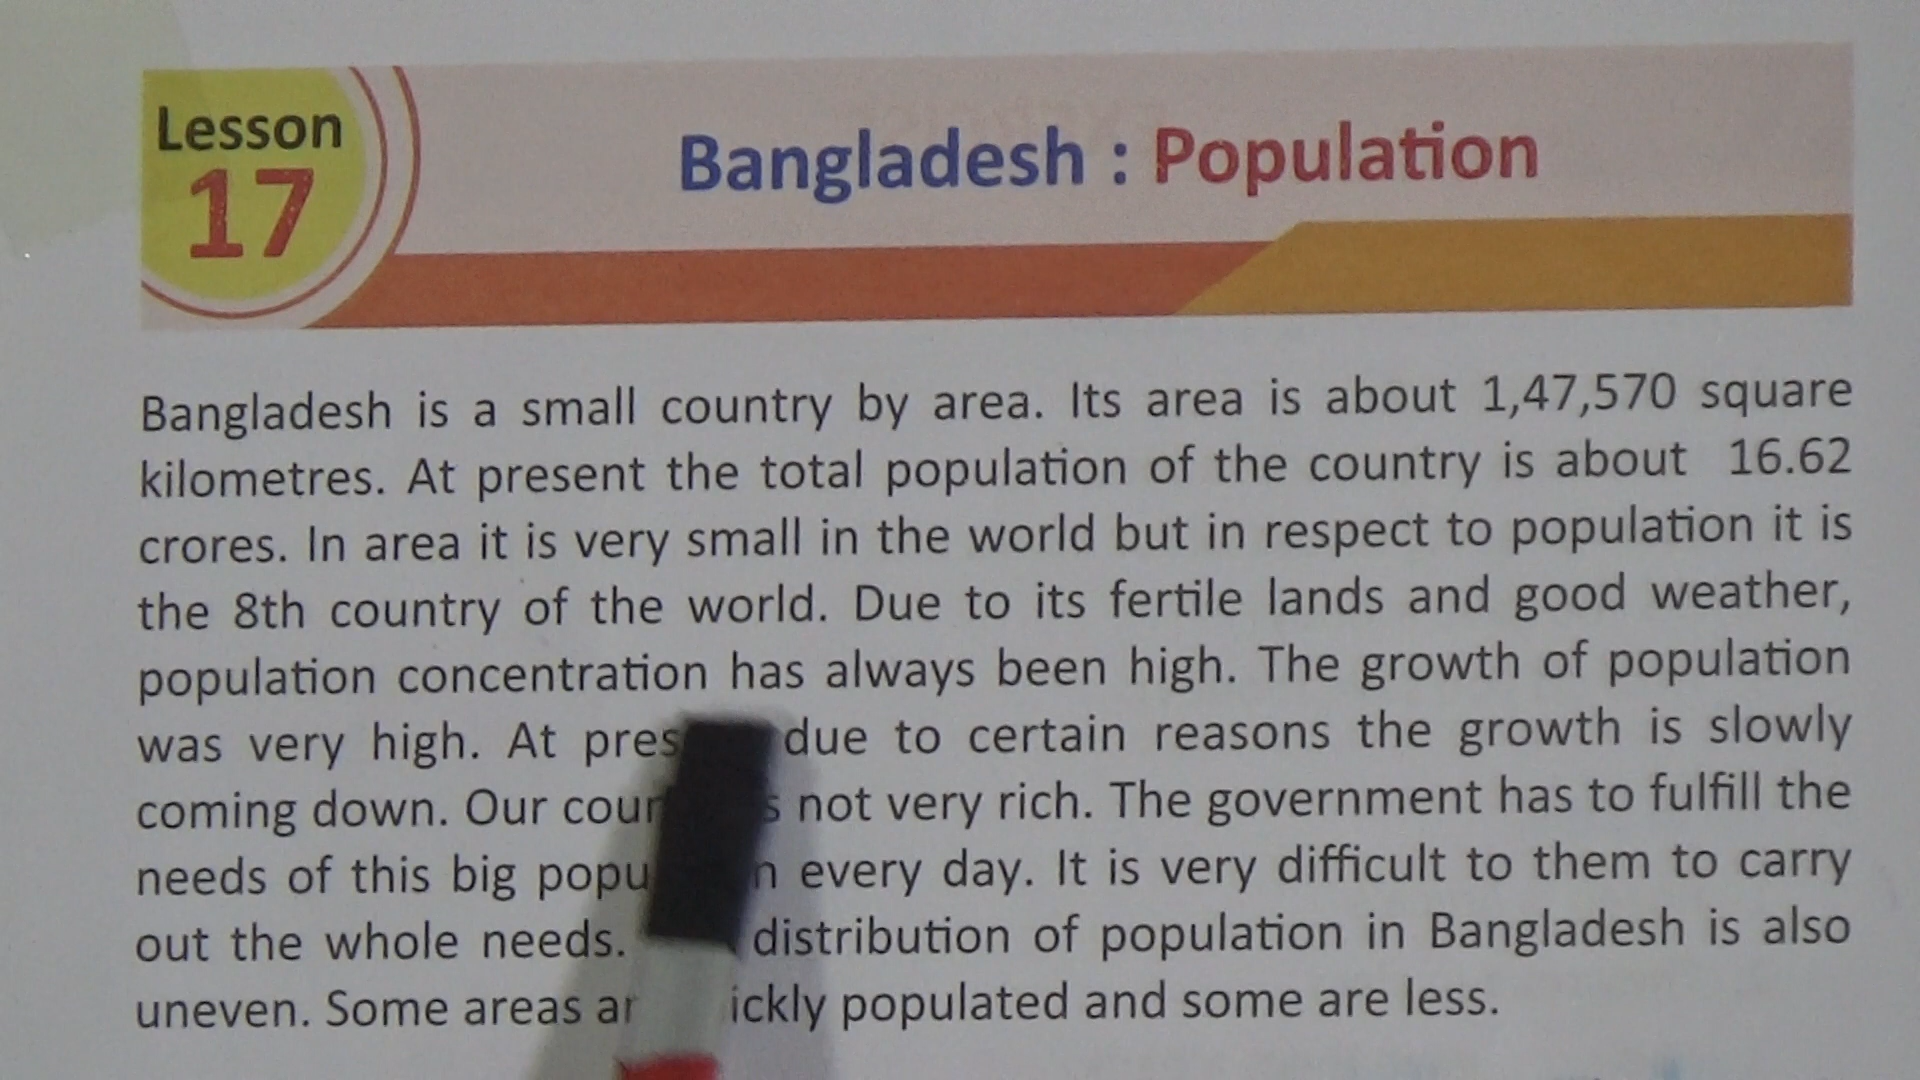 Lesson
17
Bangladesh : Population
Bangladesh is a small country by area. Its area is about 1,47,570 square
kilometres. At present the total population of the country is about 16.62
crores. In area it is very small in the world but in respect to population it is
the 8th country of the world. Due to its fertile lands and good weather,
population concentration has always been high. The growth of population
was very high. At pres due to certain reasons the growth is slowly
coming down. Our cour s not very rich. The government has to fulfill the
needs of this big popu n every day. It is very difficult to them to carry
out the whole needs. distribution of population in Bangladesh is also
uneven. Some areas ar ickly populated and some are less.